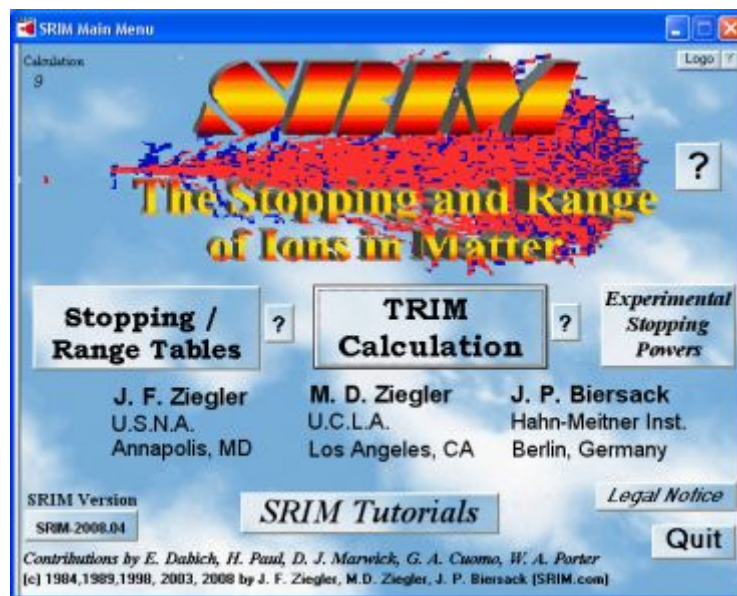 SRIM Main Menu
Calculation
9
Logo ?
SRIM
?
The Stopping and Range
of Ions in Matter
Stopping /
Range Tables
?
TRIM
Calculation
?
Experimental
Stopping
Powers
J. F. Ziegler
U.S.N.A.
Annapolis, MD
M. D. Ziegler
U.C.L.A.
Los Angeles, CA
J. P. Biersack
Hahn-Meitner Inst.
Berlin, Germany
SRIM Version
SRIM-2008.04
SRIM Tutorials
Legal Notice
Quit
Contributions by E. Dabich, H. Paul, D. J. Marwick, G. A. Cuomo, W. A. Porter
(c) 1984,1989,1998, 2003, 2008 by J. F. Ziegler, M.D. Ziegler, J. P. Biersack (SRIM.com)